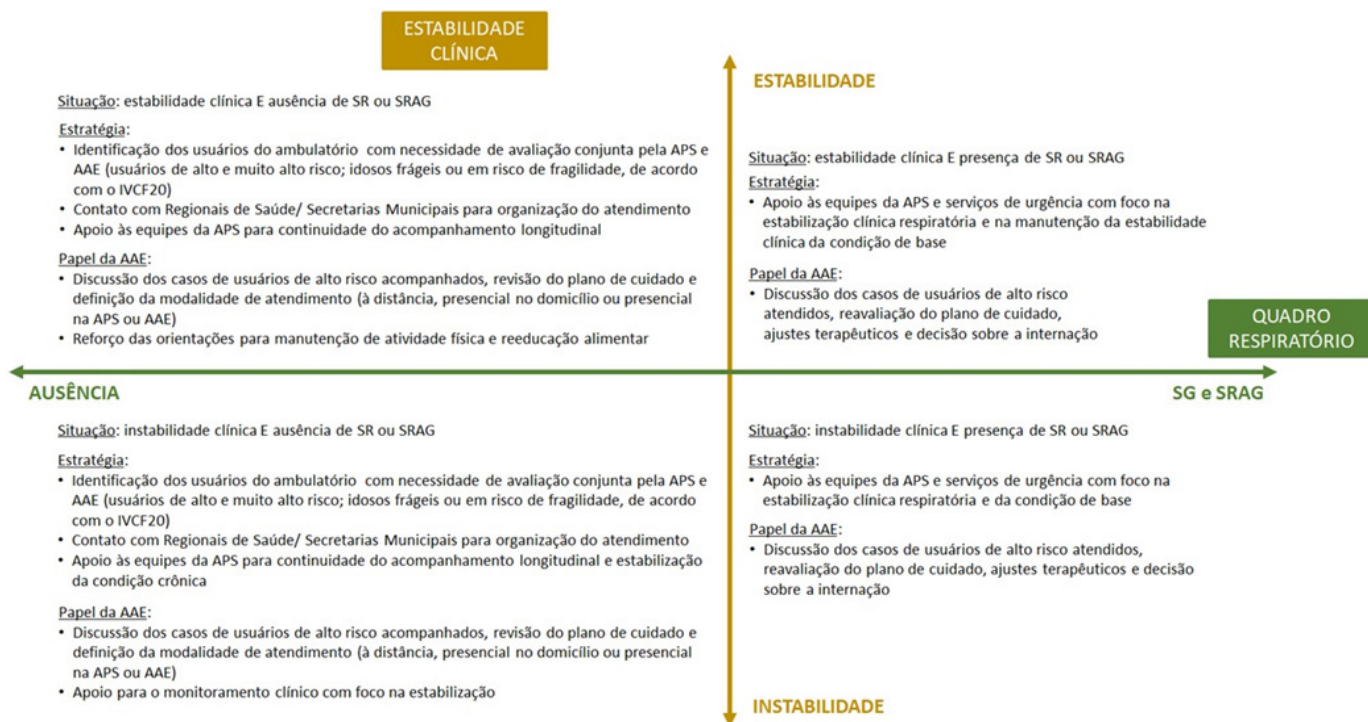 ESTABILIDADE
CLÍNICA
Situação: estabilidade clínica E ausência de SR ou SRAG
Estratégia:
• Identificação dos usuários do ambulatório com necessidade de avaliação conjunta pela APS e
AAE (usuários de alto e muito alto risco; idosos frágeis ou em risco de fragilidade, de acordo
com o IVCF20)
• Contato com Regionais de Saúde/ Secretarias Municipais para organização do atendimento
• Apoio às equipes da APS para continuidade do acompanhamento longitudinal
Papel da AAE:
• Discussão dos casos de usuários de alto risco acompanhados, revisão do plano de cuidado e
definição da modalidade de atendimento (à distância, presencial no domicílio ou presencial
na APS ou AAE)
• Reforço das orientações para manutenção de atividade física e reeducação alimentar
ESTABILIDADE
Situação: estabilidade clínica E presença de SR ou SRAG
Estratégia:
• Apoio às equipes da APS e serviços de urgência com foco na
estabilização clínica respiratória e na manutenção da estabilidade
clínica da condição de base
Papel da AAE:
• Discussão dos casos de usuários de alto risco
atendidos, reavaliação do plano de cuidado,
ajustes terapêuticos e decisão sobre a internação
QUADRO
RESPIRATÓRIO
AUSÊNCIA
SG e SRAG
Situação: instabilidade clínica E ausência de SR ou SRAG
Estratégia:
• Identificação dos usuários do ambulatório com necessidade de avaliação conjunta pela APS e
AAE (usuários de alto e muito alto risco; idosos frágeis ou em risco de fragilidade, de acordo
com o IVCF20)
• Contato com Regionais de Saúde/ Secretarias Municipais para organização do atendimento
• Apoio às equipes da APS para continuidade do acompanhamento longitudinal e estabilização
da condição crônica
Papel da AAE:
• Discussão dos casos de usuários de alto risco acompanhados, revisão do plano de cuidado e
definição da modalidade de atendimento (à distância, presencial no domicílio ou presencial
na APS ou AAE)
• Apoio para o monitoramento clínico com foco na estabilização
Situação: instabilidade clínica E presença de SR ou SRAG
Estratégia:
• Apoio às equipes da APS e serviços de urgência com foco na
estabilização clínica respiratória e da condição de base
Papel da AAE:
• Discussão dos casos de usuários de alto risco atendidos,
reavaliação do plano de cuidado, ajustes terapêuticos e decisão
sobre a internação
INSTABILIDADE